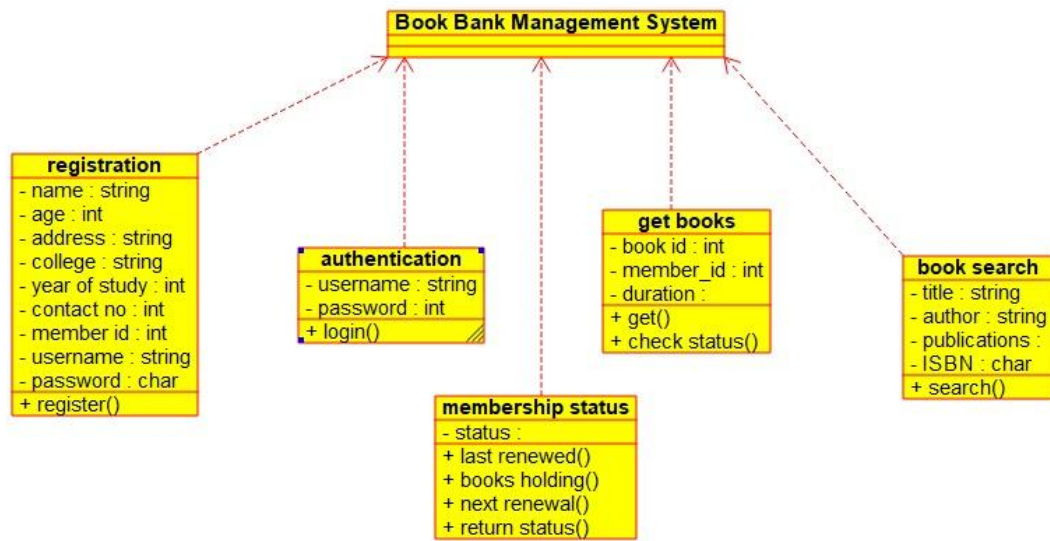 Book Bank Management System
registration
- name : string
- age : int
- address : string
- college : string
- year of study : int
- contact no : int
- member id : int
- username : string
- password : char
+ register()
authentication
- username : string
- password : int
+ login()
membership status
- status :
+ last renewed()
+ books holding()
+ next renewal()
+ return status()
get books
- book id : int
- member_id : int
- duration :
+ get()
+ check status()
book search
- title : string
- author : string
- publications :
- ISBN : char
+ search()